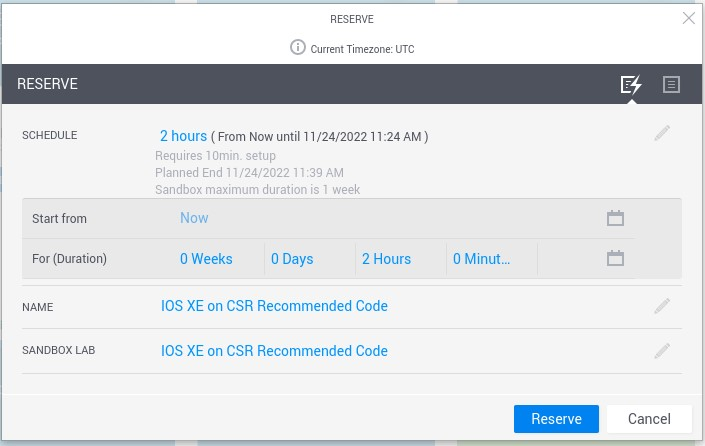 RESERVE
Current Timezone: UTC
RESERVE
SCHEDULE
2 hours ( From Now until 11/24/2022 11:24 AM )
Requires 10min. setup
Planned End 11/24/2022 11:39 AM
Sandbox maximum duration is 1 week
Start from Now
For (Duration) 0 Weeks 0 Days 2 Hours 0 Minut...
NAME IOS XE on CSR Recommended Code
SANDBOX LAB IOS XE on CSR Recommended Code
Reserve Cancel